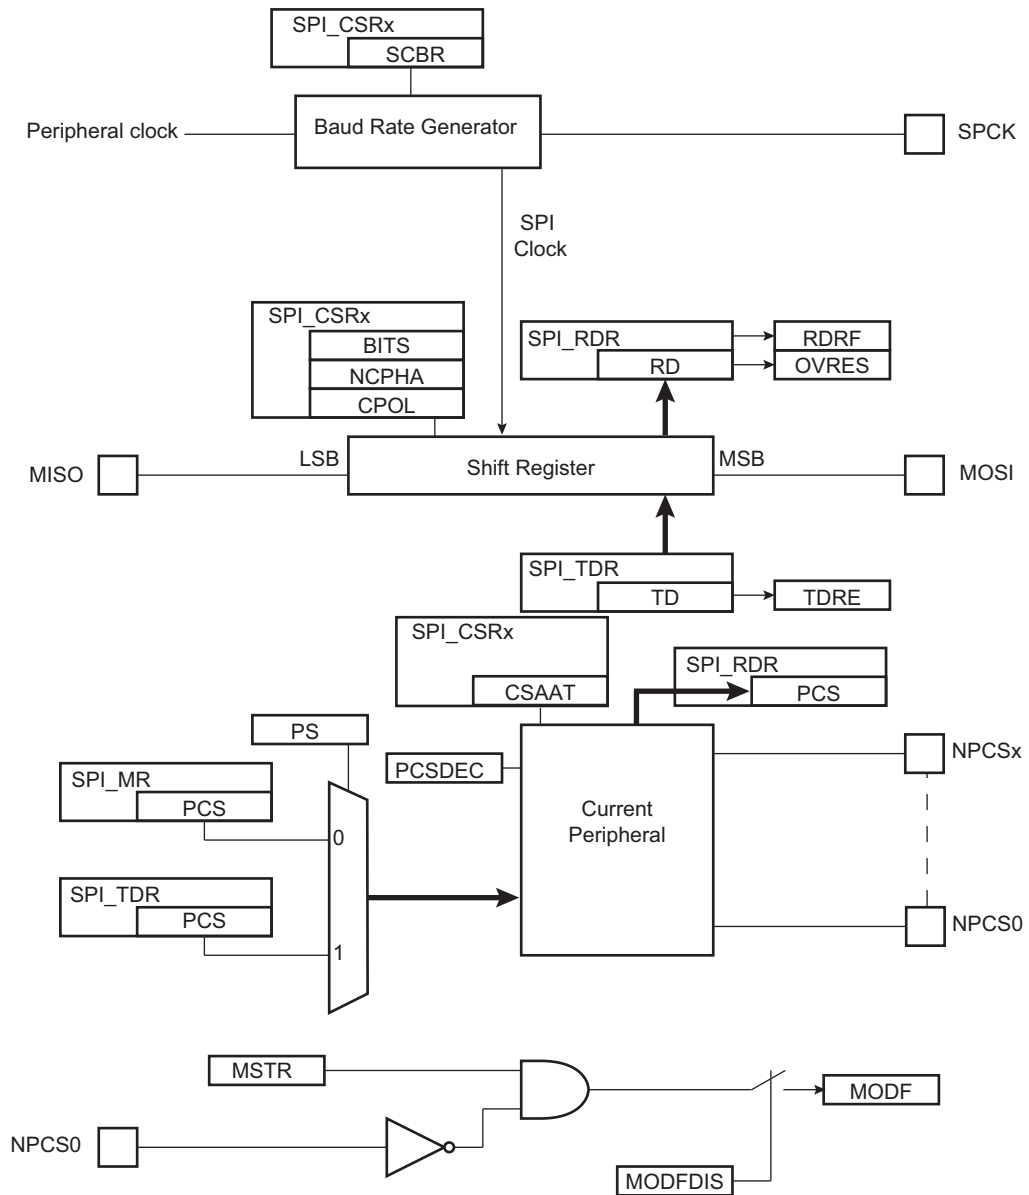 SPI_CSRx
SCBR
Peripheral clock
Baud Rate Generator
SPCK
SPI
Clock
SPI_CSRx
BITS
NCPHA
CPOL
SPI_RDR
RD
RDRF
OVRES
MISO
LSB
Shift Register
MSB
MOSI
SPI_TDR
TD
TDRE
SPI_CSRx
CSAAT
SPI_RDR
PCS
PS
PCSDEC
NPCSx
SPI_MR
PCS
0
Current
Peripheral
SPI_TDR
PCS
1
NPCS0
MSTR
MODF
NPCS0
MODFDIS